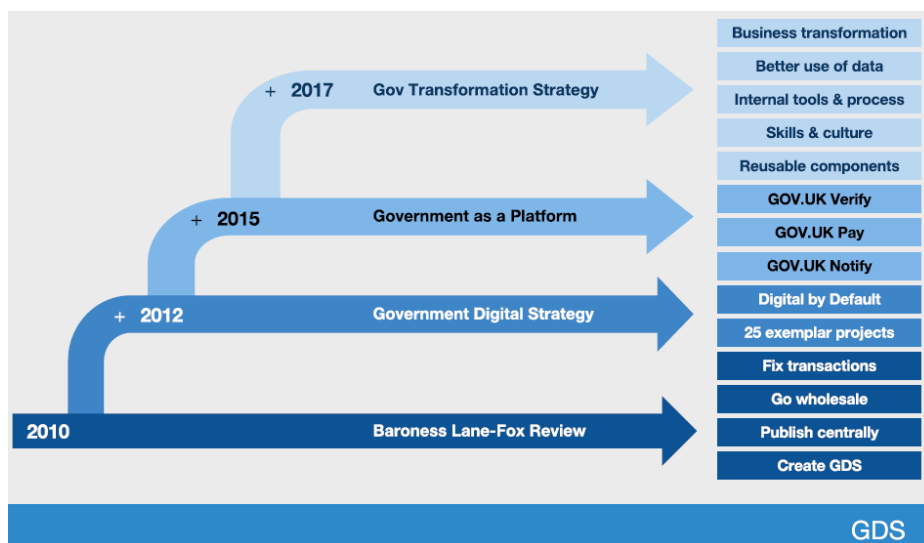 + 2017 Gov Transformation Strategy
Business transformation
Better use of data
Internal tools & process
Skills & culture
Reusable components
+ 2015 Government as a Platform
GOV.UK Verify
GOV.UK Pay
GOV.UK Notify
+ 2012 Government Digital Strategy
Digital by Default
25 exemplar projects
2010 Baroness Lane-Fox Review
Fix transactions
Go wholesale
Publish centrally
Create GDS
GDS